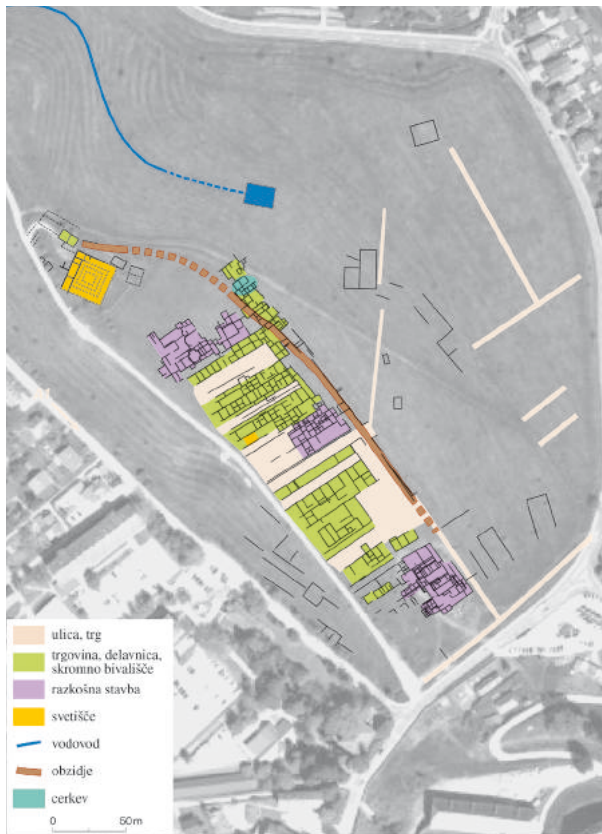 ulica, trg
trgovina, delavnica,
skromno bivališče
razkošna stavba
svetišče
vodovod
obzidje
cerkev
0 50 m